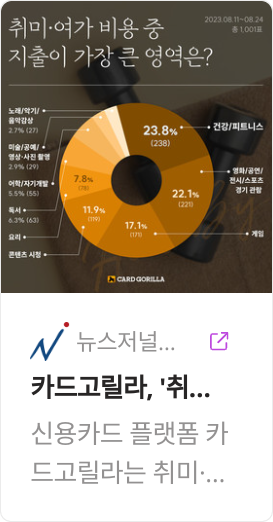 취미·여가 비용 중
지출이 가장 큰 영역은?
2023.08.11~08.24
총 1,001표
23.8%
(238)
건강/피트니스
22.1%
(221)
영화/공연/
전시/스포츠
경기 관람
17.1%
(171)
게임
11.9%
(119)
콘텐츠 시청
7.8%
(78)
요리
독서
6.3% (63)
어학/자기개발
5.5% (55)
미술/공예/
영상·사진 촬영
2.9% (29)
노래/악기/
음악감상
2.7% (27)
CARD GORILLA
뉴스저널...
카드고릴라, '취...
신용카드 플랫폼 카
드고릴라는 취미·...